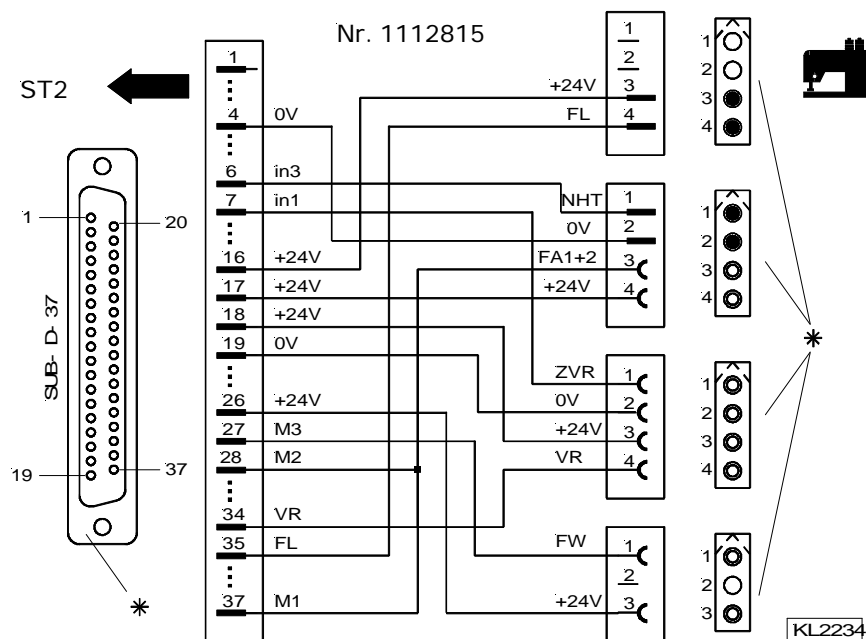 Nr. 1112815
ST2
SUB-D-37
1
20
19
37
*
1
4 0V
6 in3
7 in1
16 +24V
17 +24V
18 +24V
19 0V
26 +24V
27 M3
28 M2
34 VR
35 FL
37 M1
1
2
+24V 3
FL 4
NHT 1
0V 2
FA1+2 3
+24V 4
ZVR 1
0V 2
+24V 3
VR 4
FW 1
2
+24V 3
1
2
3
4
1
2
3
4
1
2
3
4
1
2
3
*
KL2234